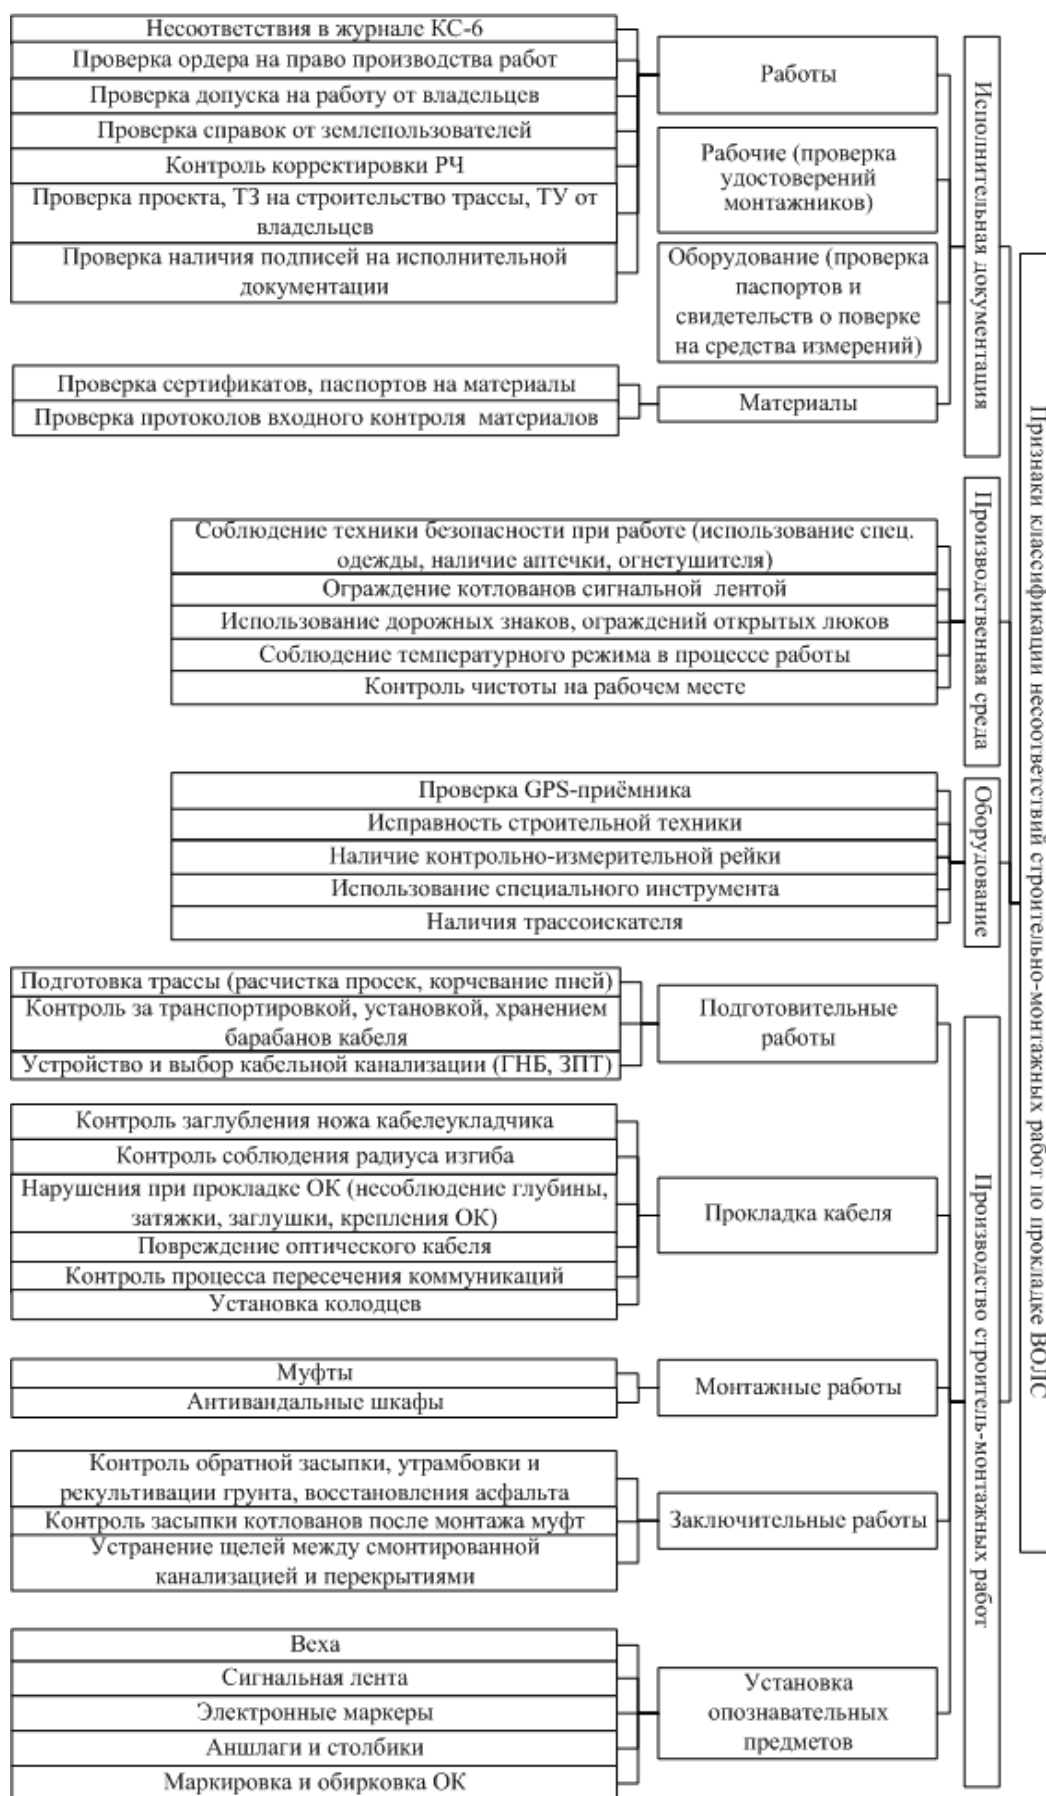 Несоответствия в журнале КС-6
Проверка ордера на право производства работ
Проверка допуска на работу от владельцев
Проверка справок от землепользователей
Контроль корректировки РЧ
Проверка проекта, ТЗ на строительство трассы, ТУ от
владельцев
Проверка наличия подписей на исполнительной
документации
Работы
Рабочие (проверка
удостоверений
монтажников)
Оборудование (проверка
паспортов и
свидетельств о поверке
на средства измерений)
Проверка сертификатов, паспортов на материалы
Проверка протоколов входного контроля материалов
Материалы
Исполнительная документация
Соблюдение техники безопасности при работе (использование спец.
одежды, наличие аптечки, огнетушителя)
Ограждение котлованов сигнальной лентой
Использование дорожных знаков, ограждений открытых люков
Соблюдение температурного режима в процессе работы
Контроль чистоты на рабочем месте
Производственная среда
Проверка GPS-приёмника
Исправность строительной техники
Наличие контрольно-измерительной рейки
Использование специального инструмента
Наличия трассоискателя
Оборудование
Подготовка трассы (расчистка просек, корчевание пней)
Контроль за транспортировкой, установкой, хранением
барабанов кабеля
Устройство и выбор кабельной канализации (ГНБ, ЗПТ)
Подготовительные
работы
Контроль заглубления ножа кабелеукладчика
Контроль соблюдения радиуса изгиба
Нарушения при прокладке ОК (несоблюдение глубины,
затяжки, заглушки, крепления ОК)
Повреждение оптического кабеля
Контроль процесса пересечения коммуникаций
Установка колодцев
Прокладка кабеля
Муфты
Антивандальные шкафы
Монтажные работы
Контроль обратной засыпки, утрамбовки и
рекультивации грунта, восстановления асфальта
Контроль засыпки котлованов после монтажа муфт
Устранение щелей между смонтированной
канализацией и перекрытиями
Заключительные работы
Веха
Сигнальная лента
Электронные маркеры
Аншлаги и столбики
Маркировка и обирковка ОК
Установка
опознавательных
предметов
Производство строитель-монтажных работ
Признаки классификации несоответствий строительно-монтажных работ по прокладке ВОЛС